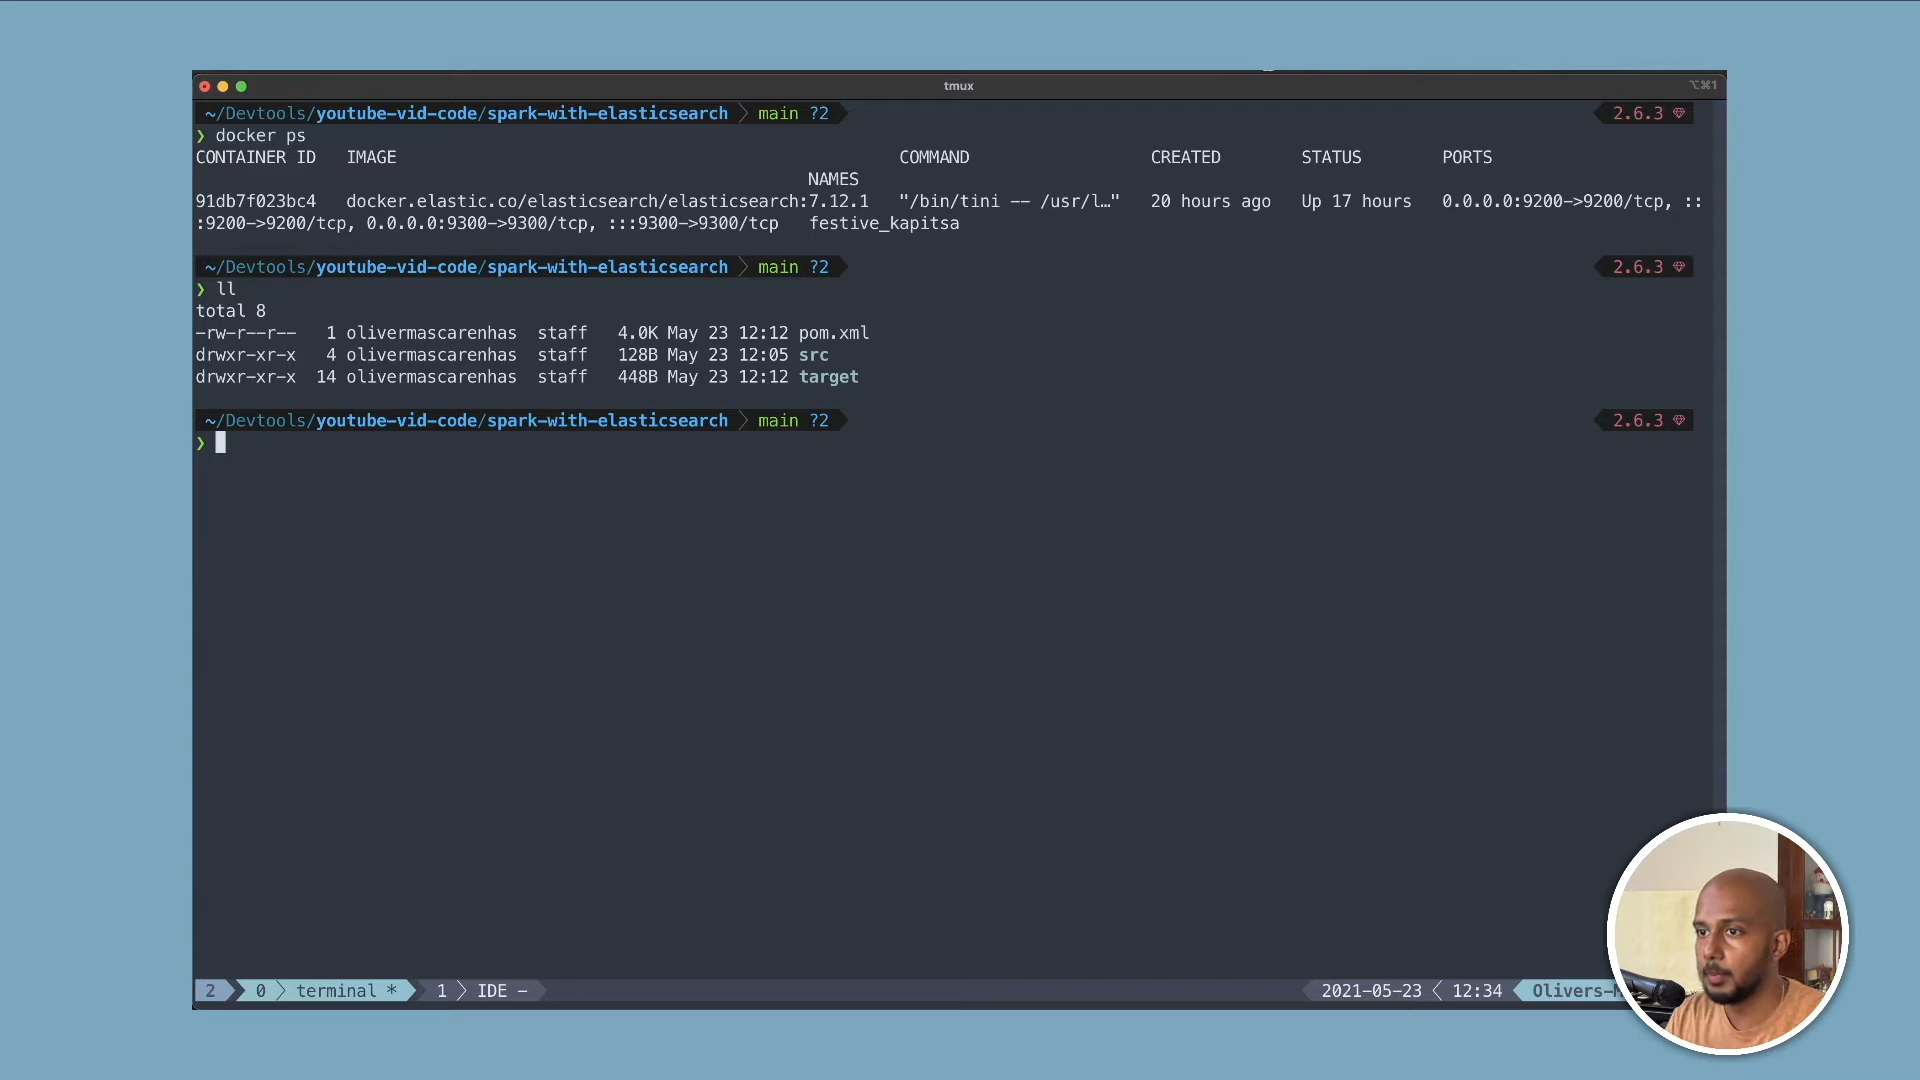 tmux
⌥⌘1
~/Devtools/youtube-vid-code/spark-with-elasticsearch main ?2 2.6.3
❯ docker ps
CONTAINER ID IMAGE COMMAND CREATED STATUS PORTS
NAMES
91db7f023bc4 docker.elastic.co/elasticsearch/elasticsearch:7.12.1 "/bin/tini -- /usr/l…" 20 hours ago Up 17 hours 0.0.0.0:9200->9200/tcp, ::
:9200->9200/tcp, 0.0.0.0:9300->9300/tcp, :::9300->9300/tcp festive_kapitsa
~/Devtools/youtube-vid-code/spark-with-elasticsearch main ?2 2.6.3
❯ ll
total 8
-rw-r--r-- 1 olivermascarenhas staff 4.0K May 23 12:12 pom.xml
drwxr-xr-x 4 olivermascarenhas staff 128B May 23 12:05 src
drwxr-xr-x 14 olivermascarenhas staff 448B May 23 12:12 target
~/Devtools/youtube-vid-code/spark-with-elasticsearch main ?2 2.6.3
❯
2 0 terminal * 1 IDE - 2021-05-23 12:34 Olivers-